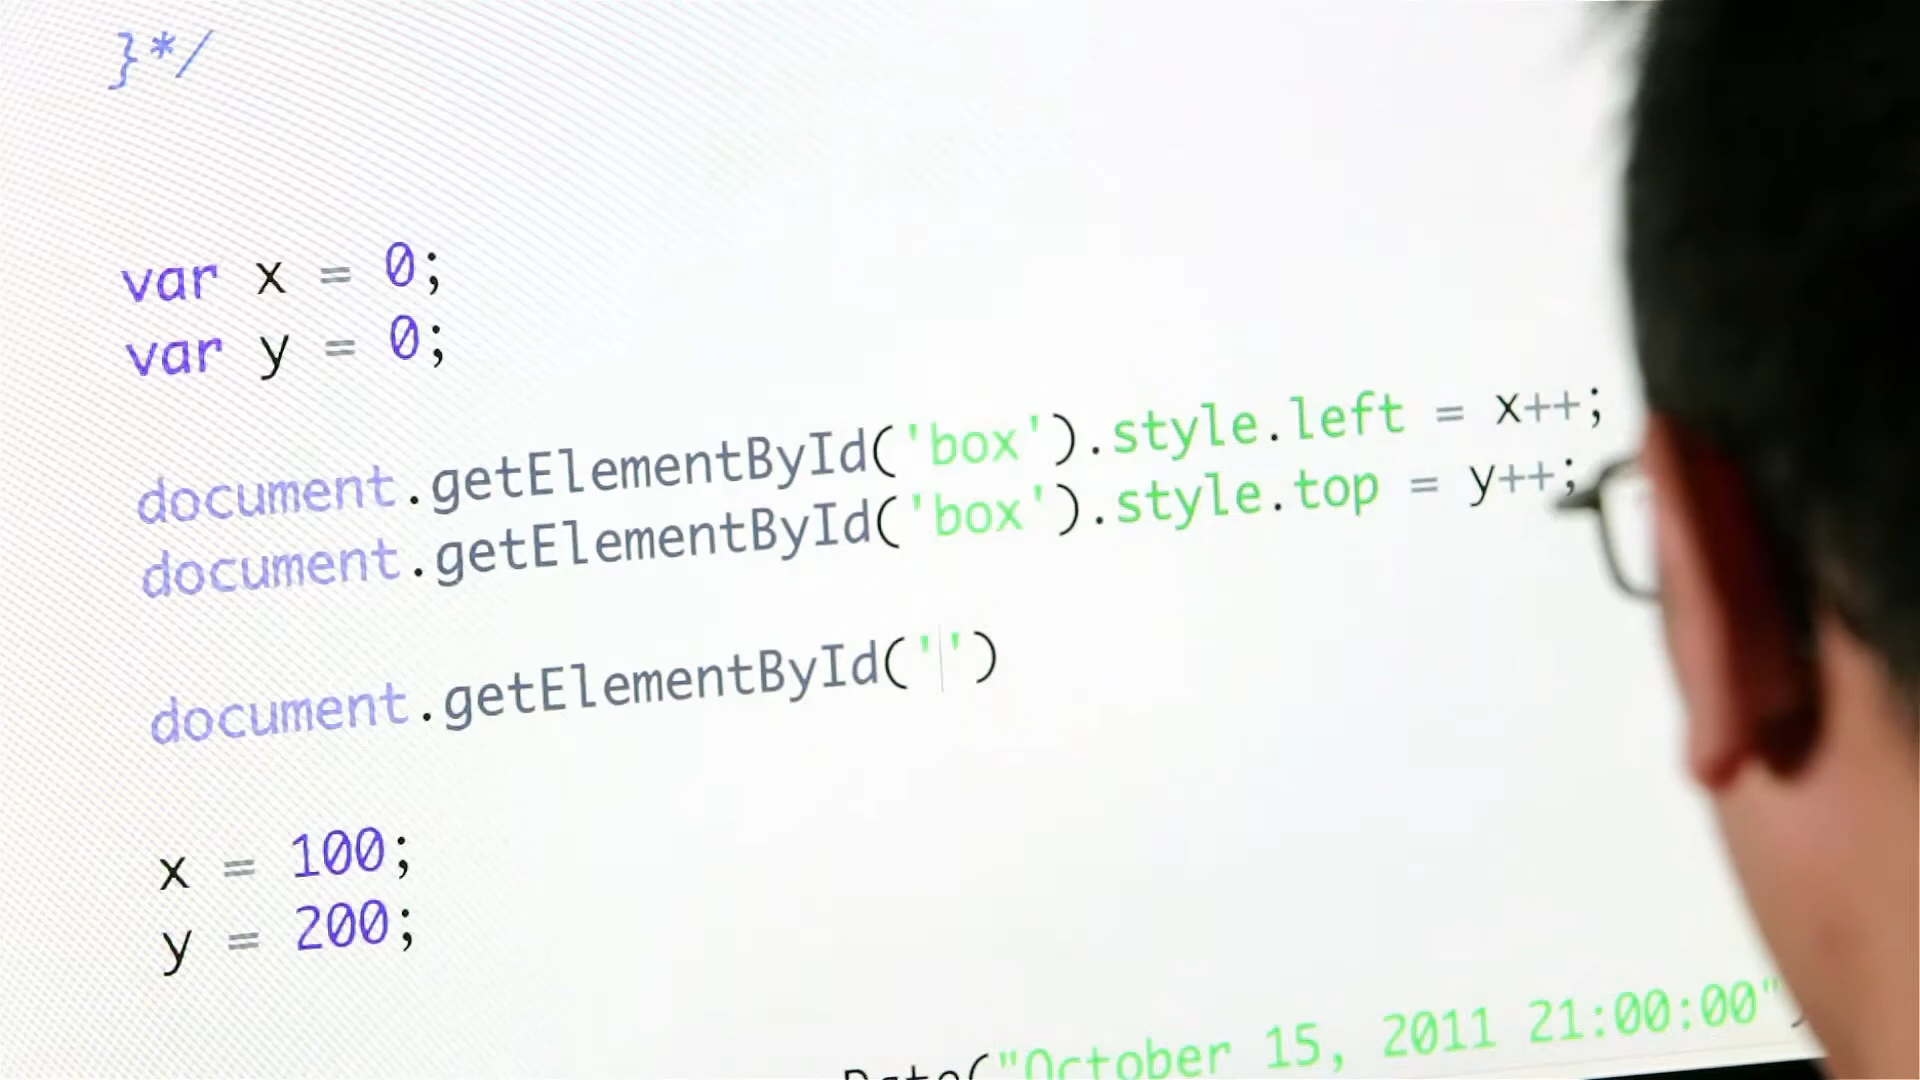 }*/
var x = 0;
var y = 0;
document.getElementById('box').style.left = x++;
document.getElementById('box').style.top = y++;
document.getElementById('')
x = 100;
y = 200;
Date("October 15, 2011 21:00:00")